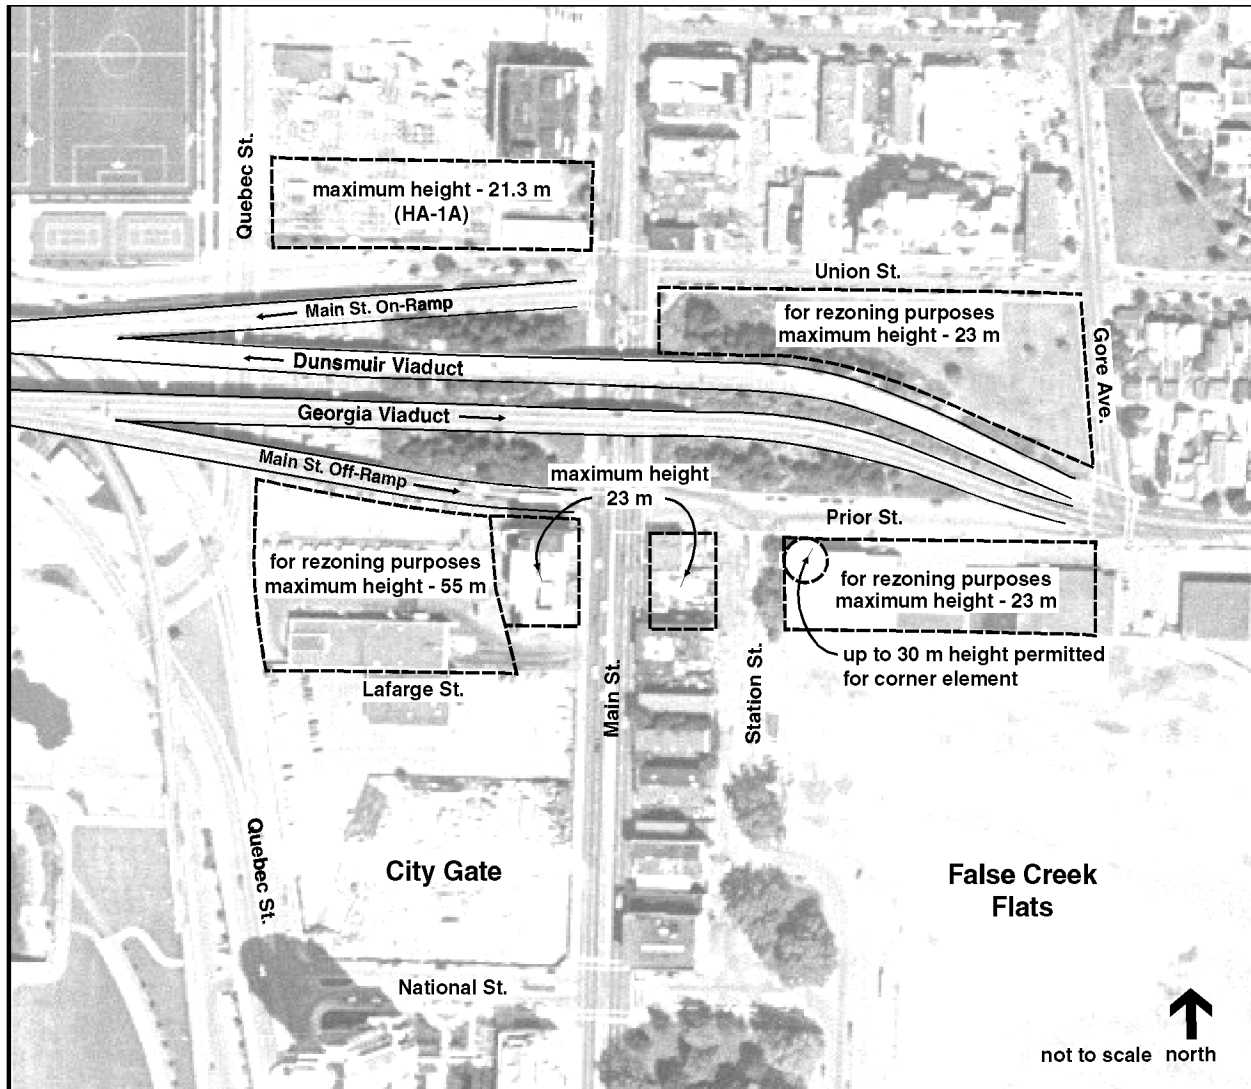 Quebec St.
maximum height - 21.3 m
(HA-1A)
Union St.
Main St. On-Ramp
for rezoning purposes
maximum height - 23 m
Gore Ave.
Dunsmuir Viaduct
Georgia Viaduct
Main St. Off-Ramp
maximum height
23 m
Prior St.
for rezoning purposes
maximum height - 55 m
for rezoning purposes
maximum height - 23 m
up to 30 m height permitted
for corner element
Lafarge St.
Main St.
Station St.
Quebec St.
City Gate
False Creek
Flats
National St.
not to scale north